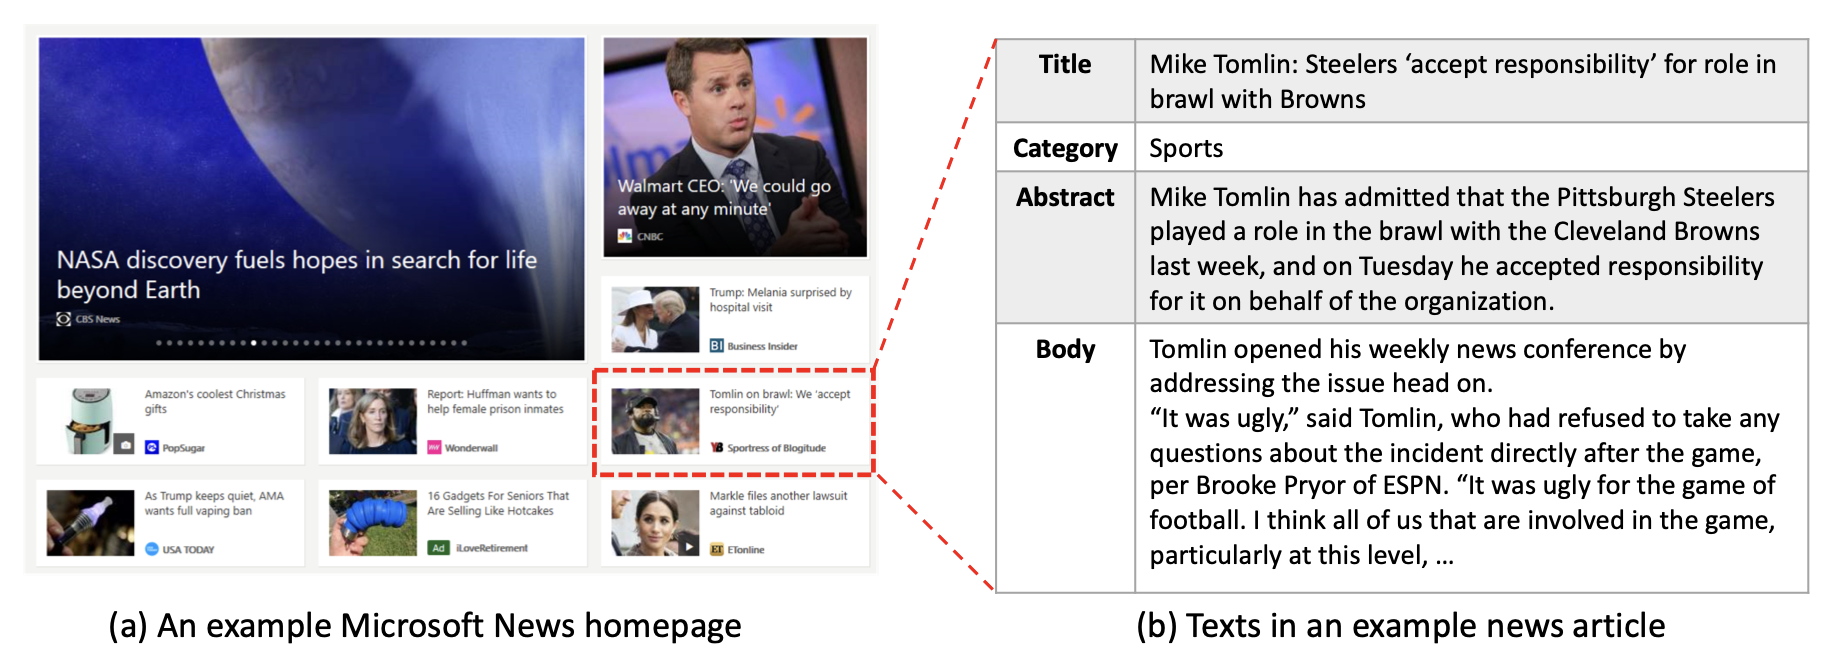 NASA discovery fuels hopes in search for life
beyond Earth
CBS News
Walmart CEO: 'We could go
away at any minute'
CNBC
Trump: Melania surprised by
hospital visit
BI Business Insider
Amazon's coolest Christmas
gifts
PopSugar
Report: Huffman wants to
help female prison inmates
Wonderwall
Tomlin on brawl: We 'accept
responsibility'
Sportress of Blogitude
As Trump keeps quiet, AMA
wants full vaping ban
USA TODAY
16 Gadgets For Seniors That
Are Selling Like Hotcakes
Ad iLoveRetirement
Markle files another lawsuit
against tabloid
ET ETonline
(a) An example Microsoft News homepage
Title
Mike Tomlin: Steelers ‘accept responsibility’ for role in
brawl with Browns
Category
Sports
Abstract
Mike Tomlin has admitted that the Pittsburgh Steelers
played a role in the brawl with the Cleveland Browns
last week, and on Tuesday he accepted responsibility
for it on behalf of the organization.
Body
Tomlin opened his weekly news conference by
addressing the issue head on.
“It was ugly,” said Tomlin, who had refused to take any
questions about the incident directly after the game,
per Brooke Pryor of ESPN. “It was ugly for the game of
football. I think all of us that are involved in the game,
particularly at this level, ...
(b) Texts in an example news article